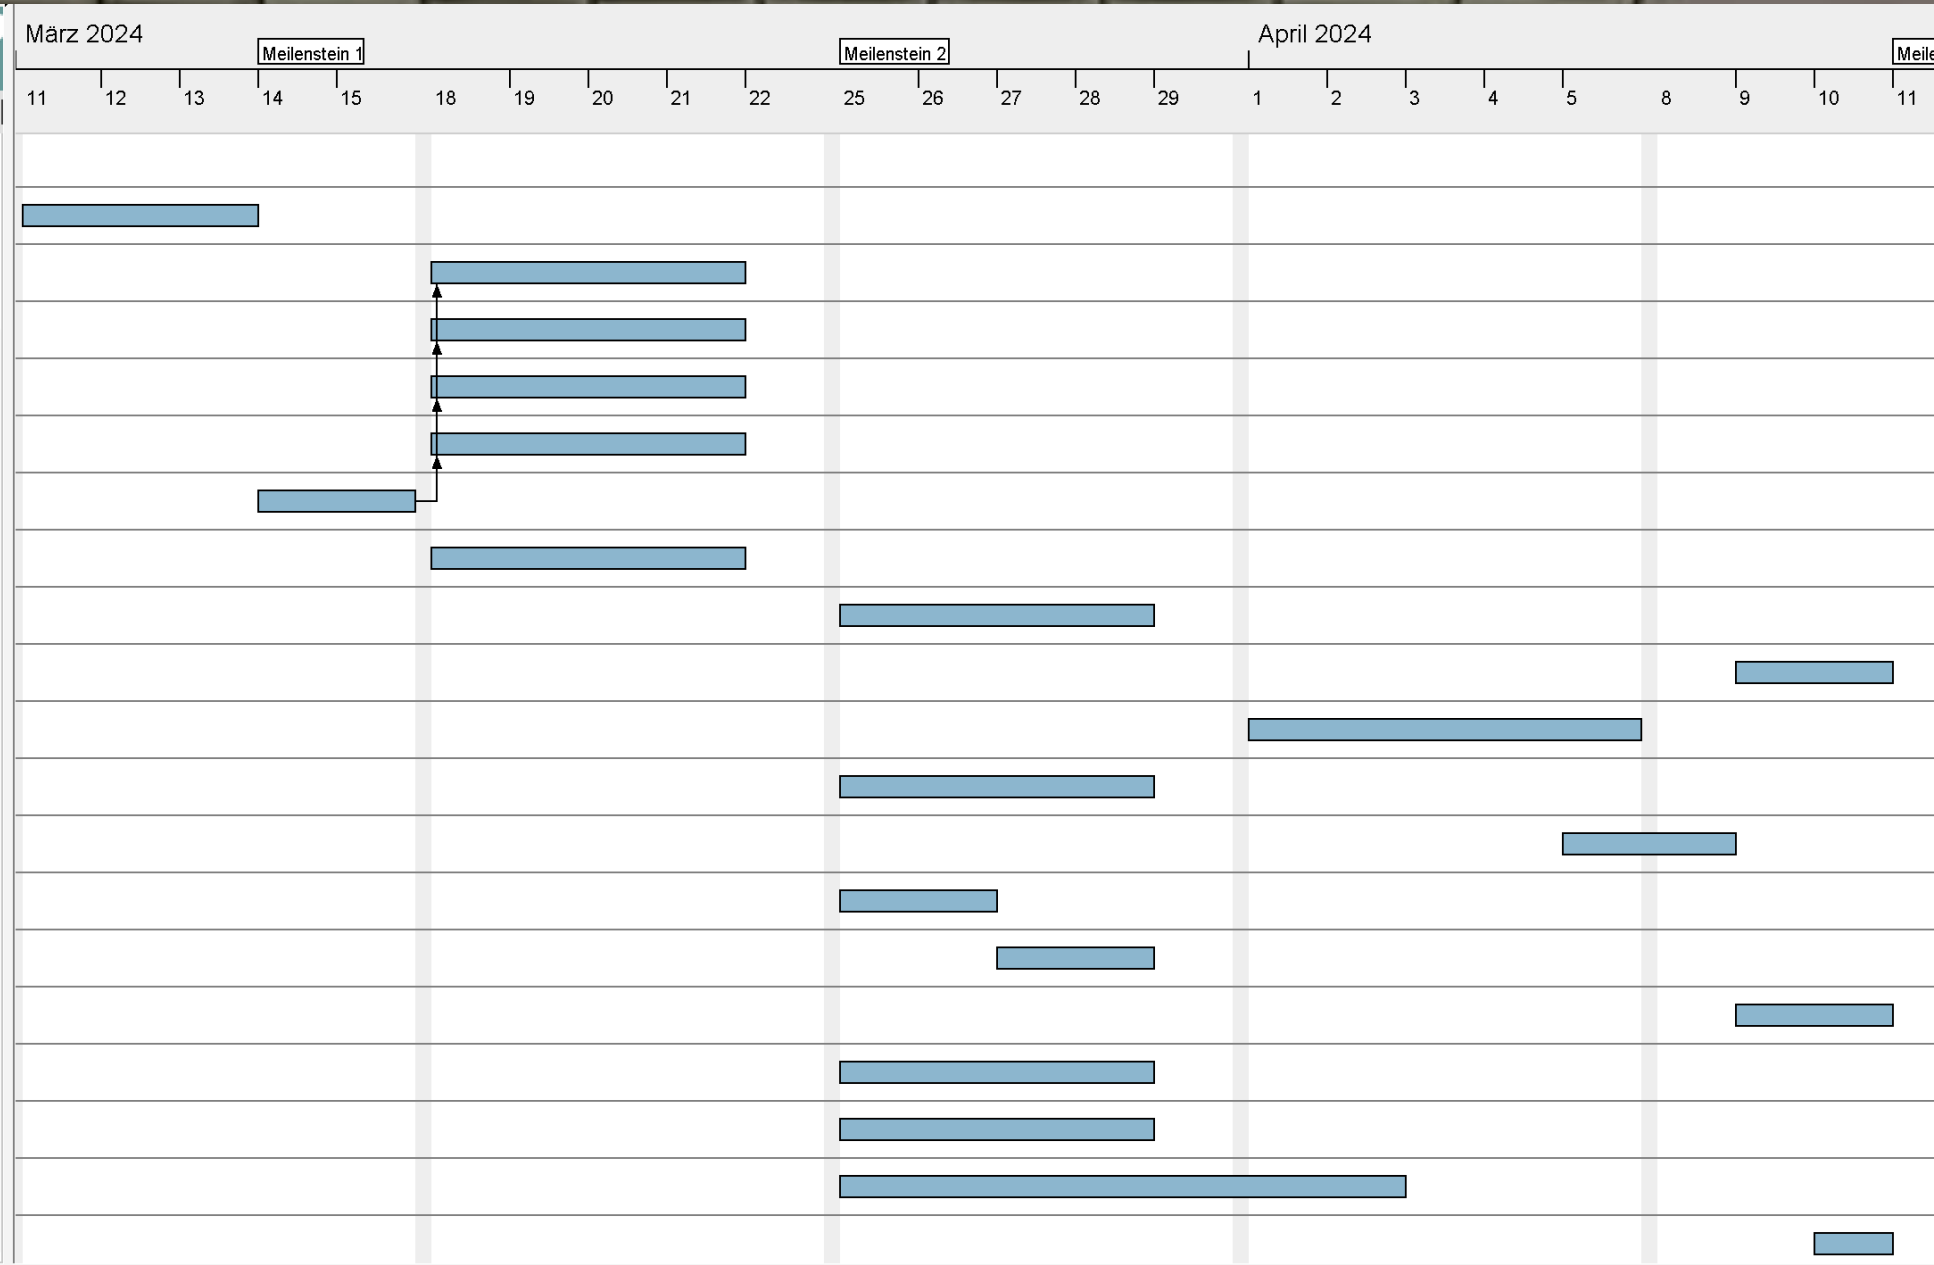 März 2024
April 2024
Meilenstein 1
Meilenstein 2
Meile
11 12 13 14 15 18 19 20 21 22 25 26 27 28 29 1 2 3 4 5 8 9 10 11